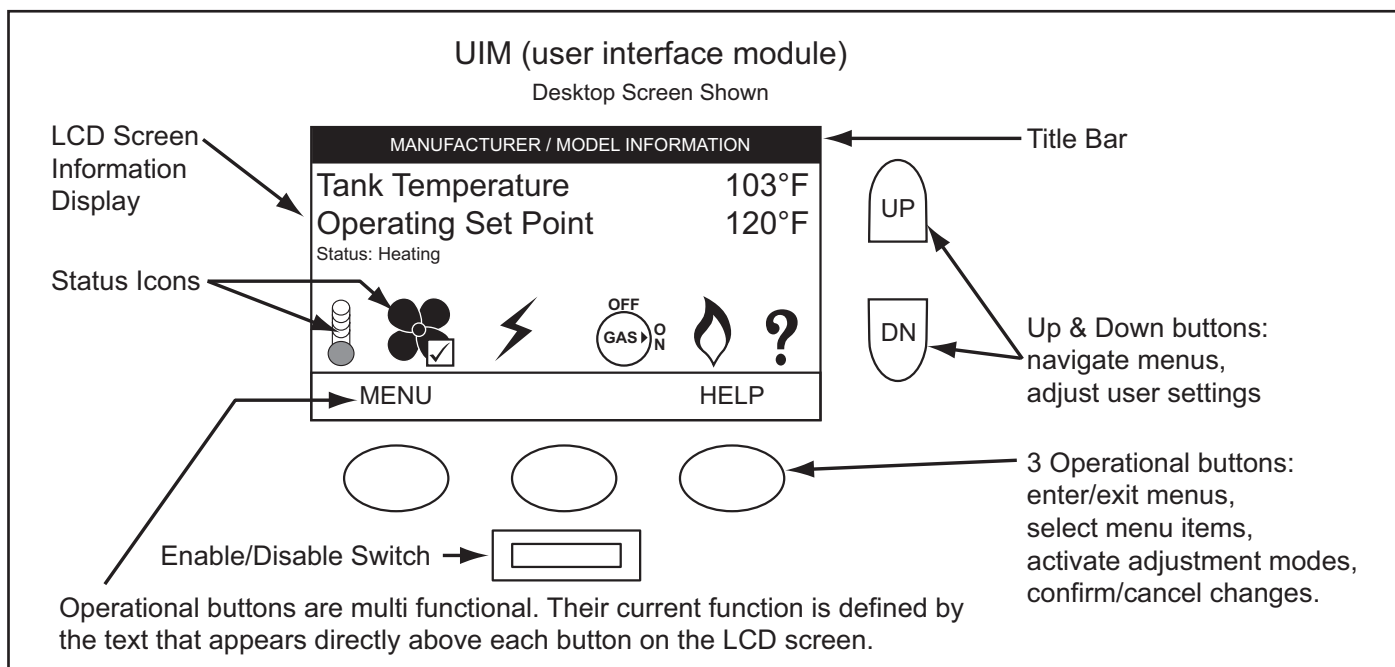 UIM (user interface module)
Desktop Screen Shown
LCD Screen
Information
Display
MANUFACTURER / MODEL INFORMATION
Title Bar
Tank Temperature 103°F
Operating Set Point 120°F
Status: Heating
UP
Status Icons
OFF
GAS
ON
?
DN
Up & Down buttons:
navigate menus,
adjust user settings
MENU HELP
3 Operational buttons:
enter/exit menus,
select menu items,
activate adjustment modes,
confirm/cancel changes.
Enable/Disable Switch
Operational buttons are multi functional. Their current function is defined by
the text that appears directly above each button on the LCD screen.